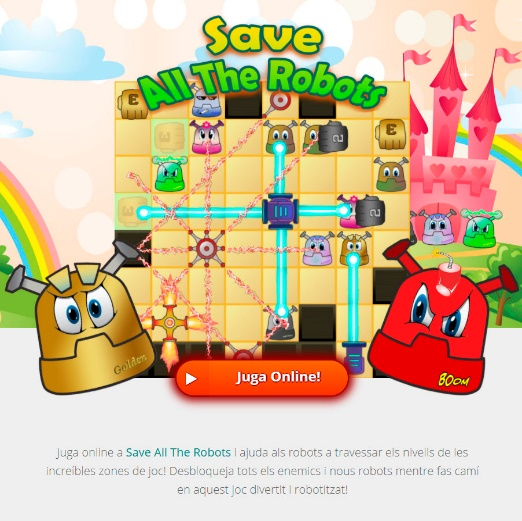 Save
All The Robots
Golden
BOOM
Juga Online!
Juga online a Save All The Robots i ajuda als robots a travessar els nivells de les
increïbles zones de joc! Desbloqueja tots els enemics i nous robots mentre fas camí
en aquest joc divertit i robotitzat!